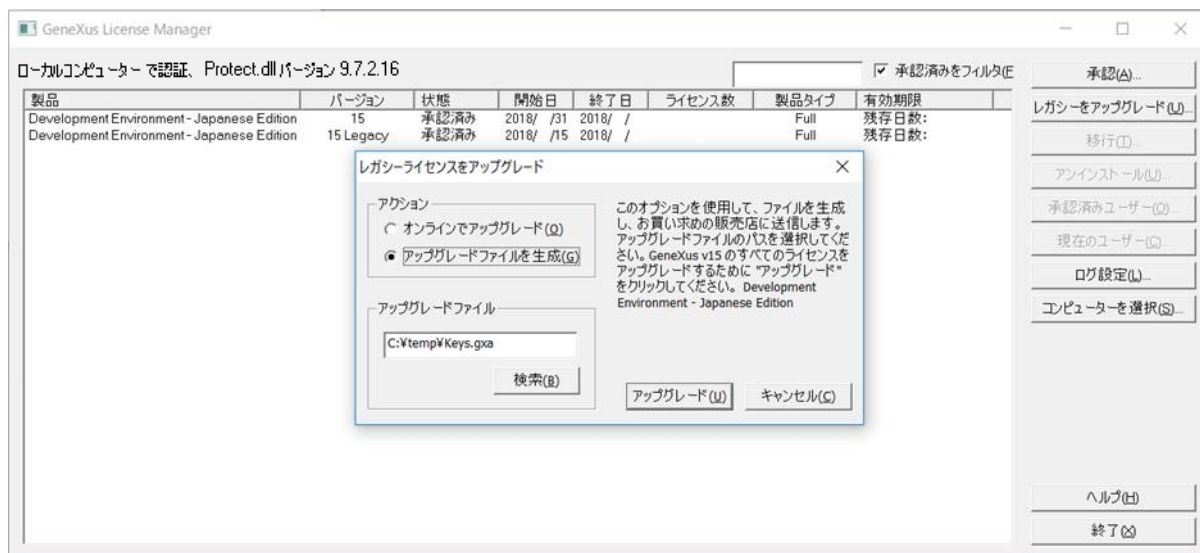 GeneXus License Manager
ローカルコンピューター で認証、 Protect.dll バージョン 9.7.2.16
承認済みをフィルタ(F
製品 バージョン 状態 開始日 終了日 ライセンス数 製品タイプ 有効期限
Development Environment - Japanese Edition 15 承認済み 2018/ /31 2018/ / Full 残存日数:
Development Environment - Japanese Edition 15 Legacy 承認済み 2018/ /15 2018/ / Full 残存日数:
レガシーライセンスをアップグレード
アクション
オンラインでアップグレード(O)
アップグレードファイルを生成(G)
アップグレードファイル
C:¥temp¥Keys.gxa
検索(B)
このオプションを使用して、ファイルを生成
し、お買い求めの販売店に送信します。
アップグレードファイルのパスを選択してくだ
さい。GeneXus v15 のすべてのライセンスを
アップグレードするために "アップグレード"
をクリックしてください。Development
Environment - Japanese Edition
アップグレード(U)
キャンセル(C)
承認(A)...
レガシーをアップグレード(U)...
移行(T)...
アンインストール(U)...
承認済みユーザー(O)...
現在のユーザー(C)...
ログ設定(L)...
コンピューターを選択(S)...
ヘルプ(H)
終了(X)